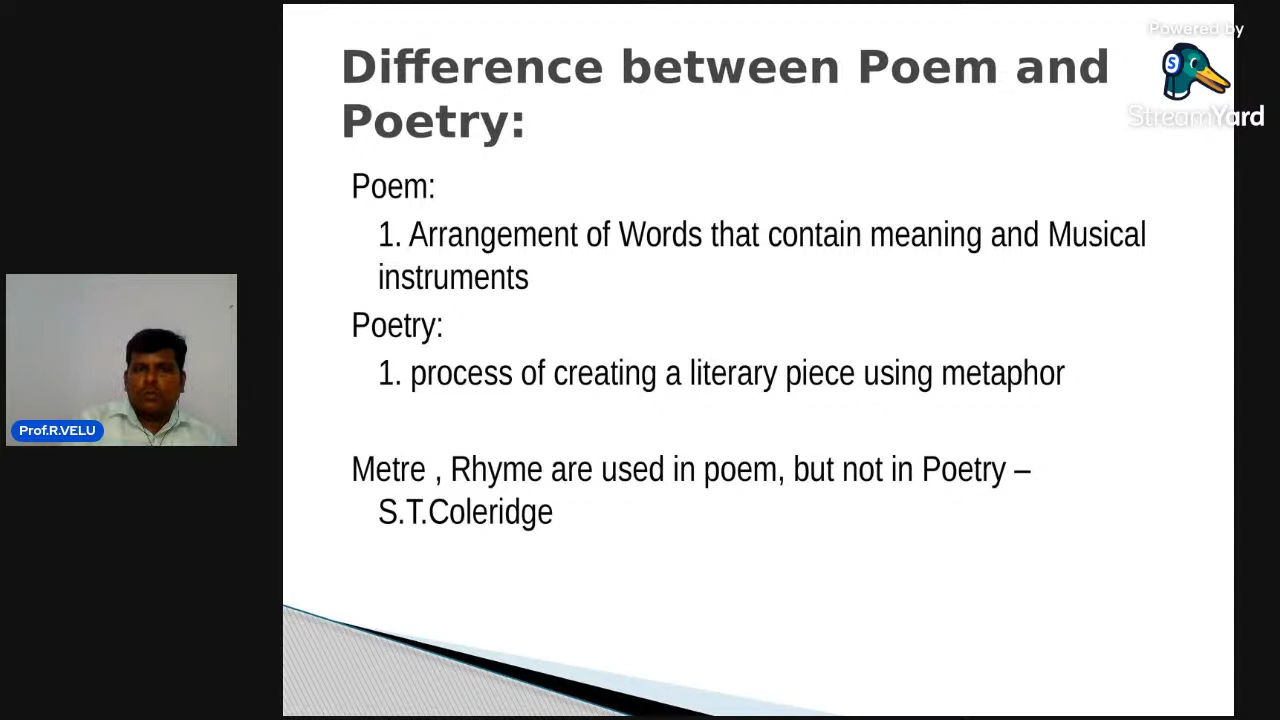 Powered by
StreamYard
Difference between Poem and
Poetry:
Poem:
1. Arrangement of Words that contain meaning and Musical
instruments
Poetry:
1. process of creating a literary piece using metaphor
Metre , Rhyme are used in poem, but not in Poetry –
S.T.Coleridge
Prof.R.VELU